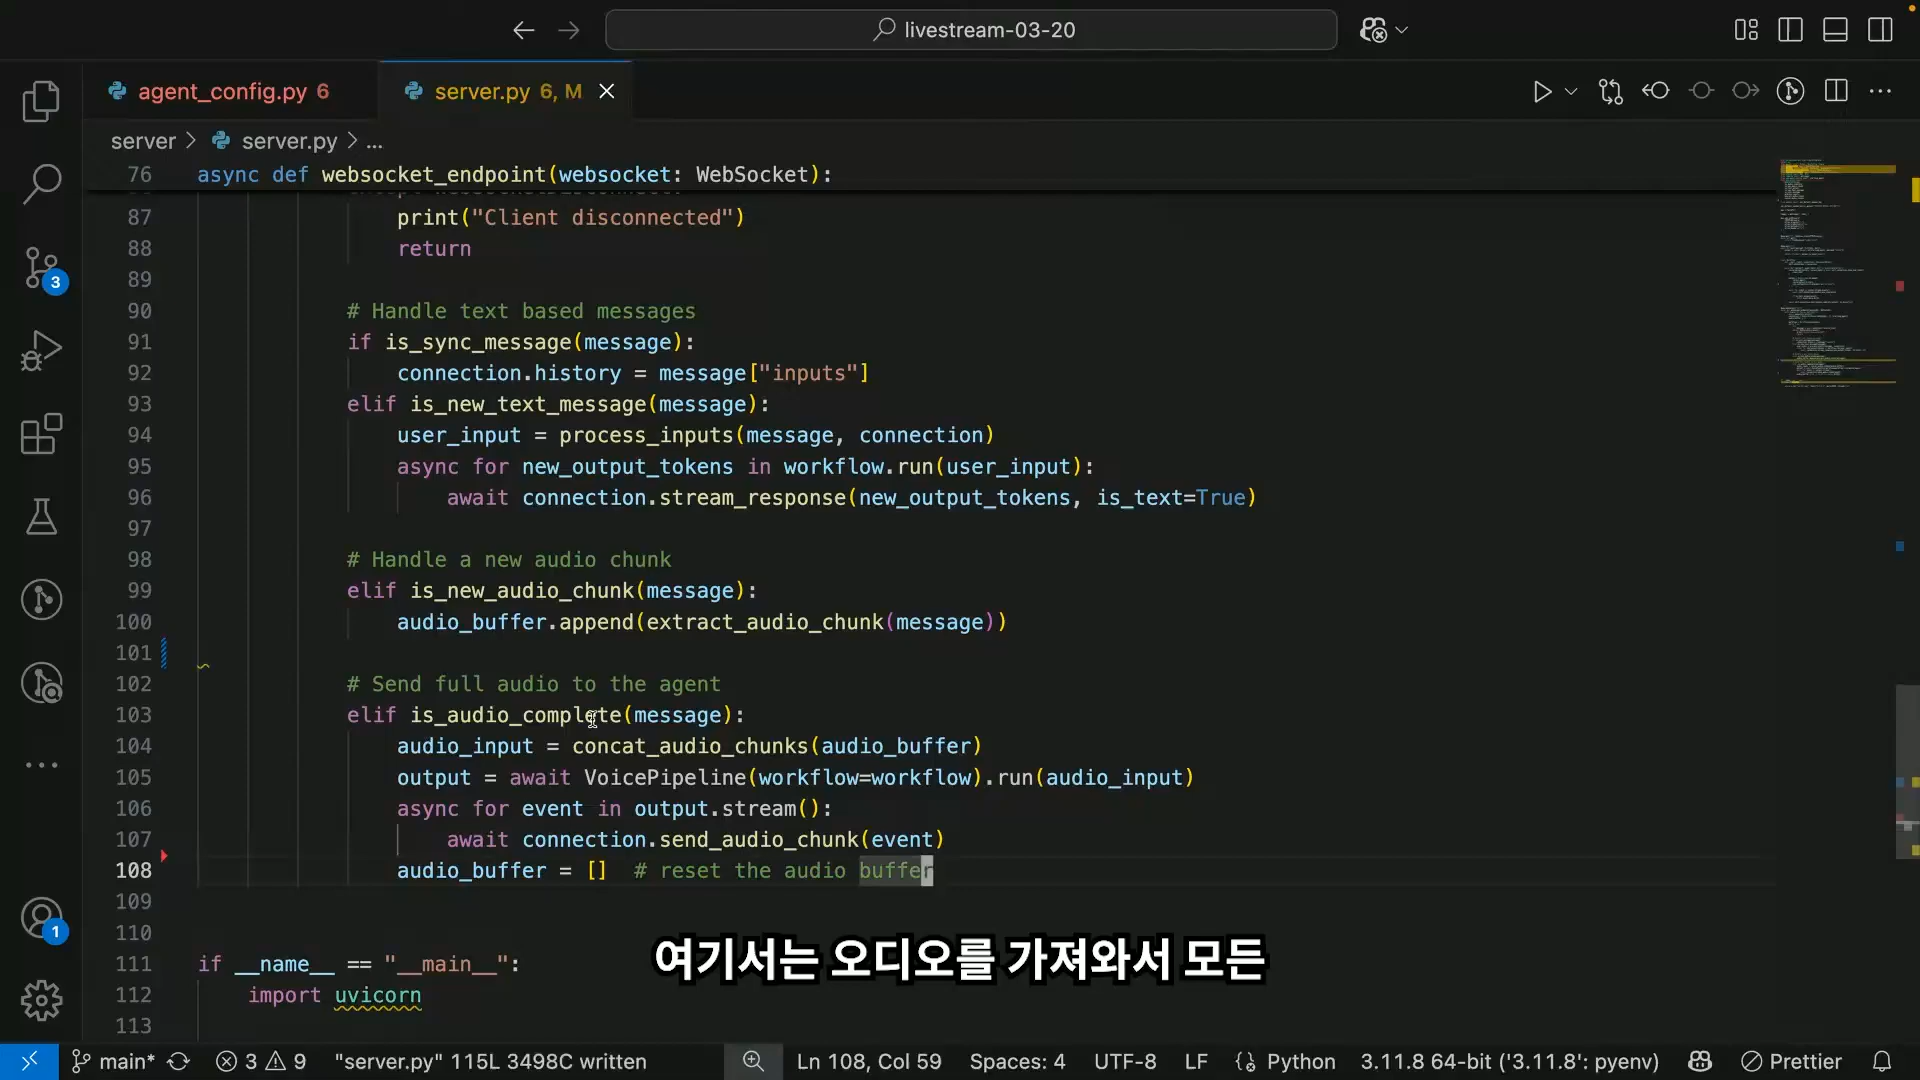 livestream-03-20
agent_config.py 6
server.py 6, M
server > server.py > ...
76 async def websocket_endpoint(websocket: WebSocket):
87 print("Client disconnected")
88 return
89
90 # Handle text based messages
91 if is_sync_message(message):
92 connection.history = message["inputs"]
93 elif is_new_text_message(message):
94 user_input = process_inputs(message, connection)
95 async for new_output_tokens in workflow.run(user_input):
96 await connection.stream_response(new_output_tokens, is_text=True)
97
98 # Handle a new audio chunk
99 elif is_new_audio_chunk(message):
100 audio_buffer.append(extract_audio_chunk(message))
101
102 # Send full audio to the agent
103 elif is_audio_complete(message):
104 audio_input = concat_audio_chunks(audio_buffer)
105 output = await VoicePipeline(workflow=workflow).run(audio_input)
106 async for event in output.stream():
107 await connection.send_audio_chunk(event)
108 audio_buffer = [] # reset the audio buffer
109
110
111 if __name__ == "__main__":
112 import uvicorn
113
여기서는 오디오를 가져와서 모든
3
1
main* 3 9 "server.py" 115L 3498C written Ln 108, Col 59 Spaces: 4 UTF-8 LF Python 3.11.8 64-bit ('3.11.8': pyenv) Prettier